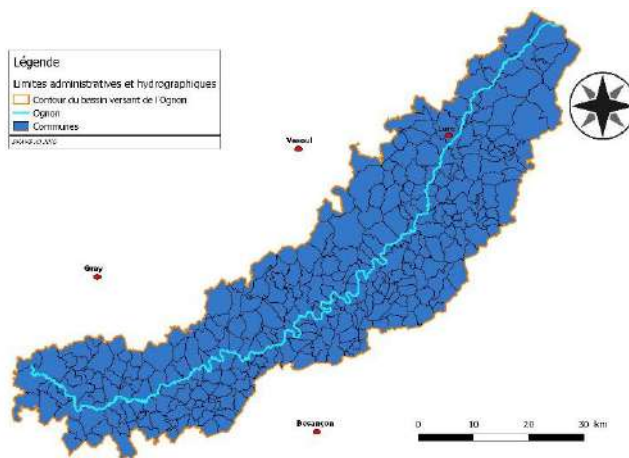 Légende
Limites administratives et hydrographiques
Contour du bassin versant de l'Ognon
Ognon
Communes
Lure
Vesoul
Gray
Besançon
0 10 20 30 km